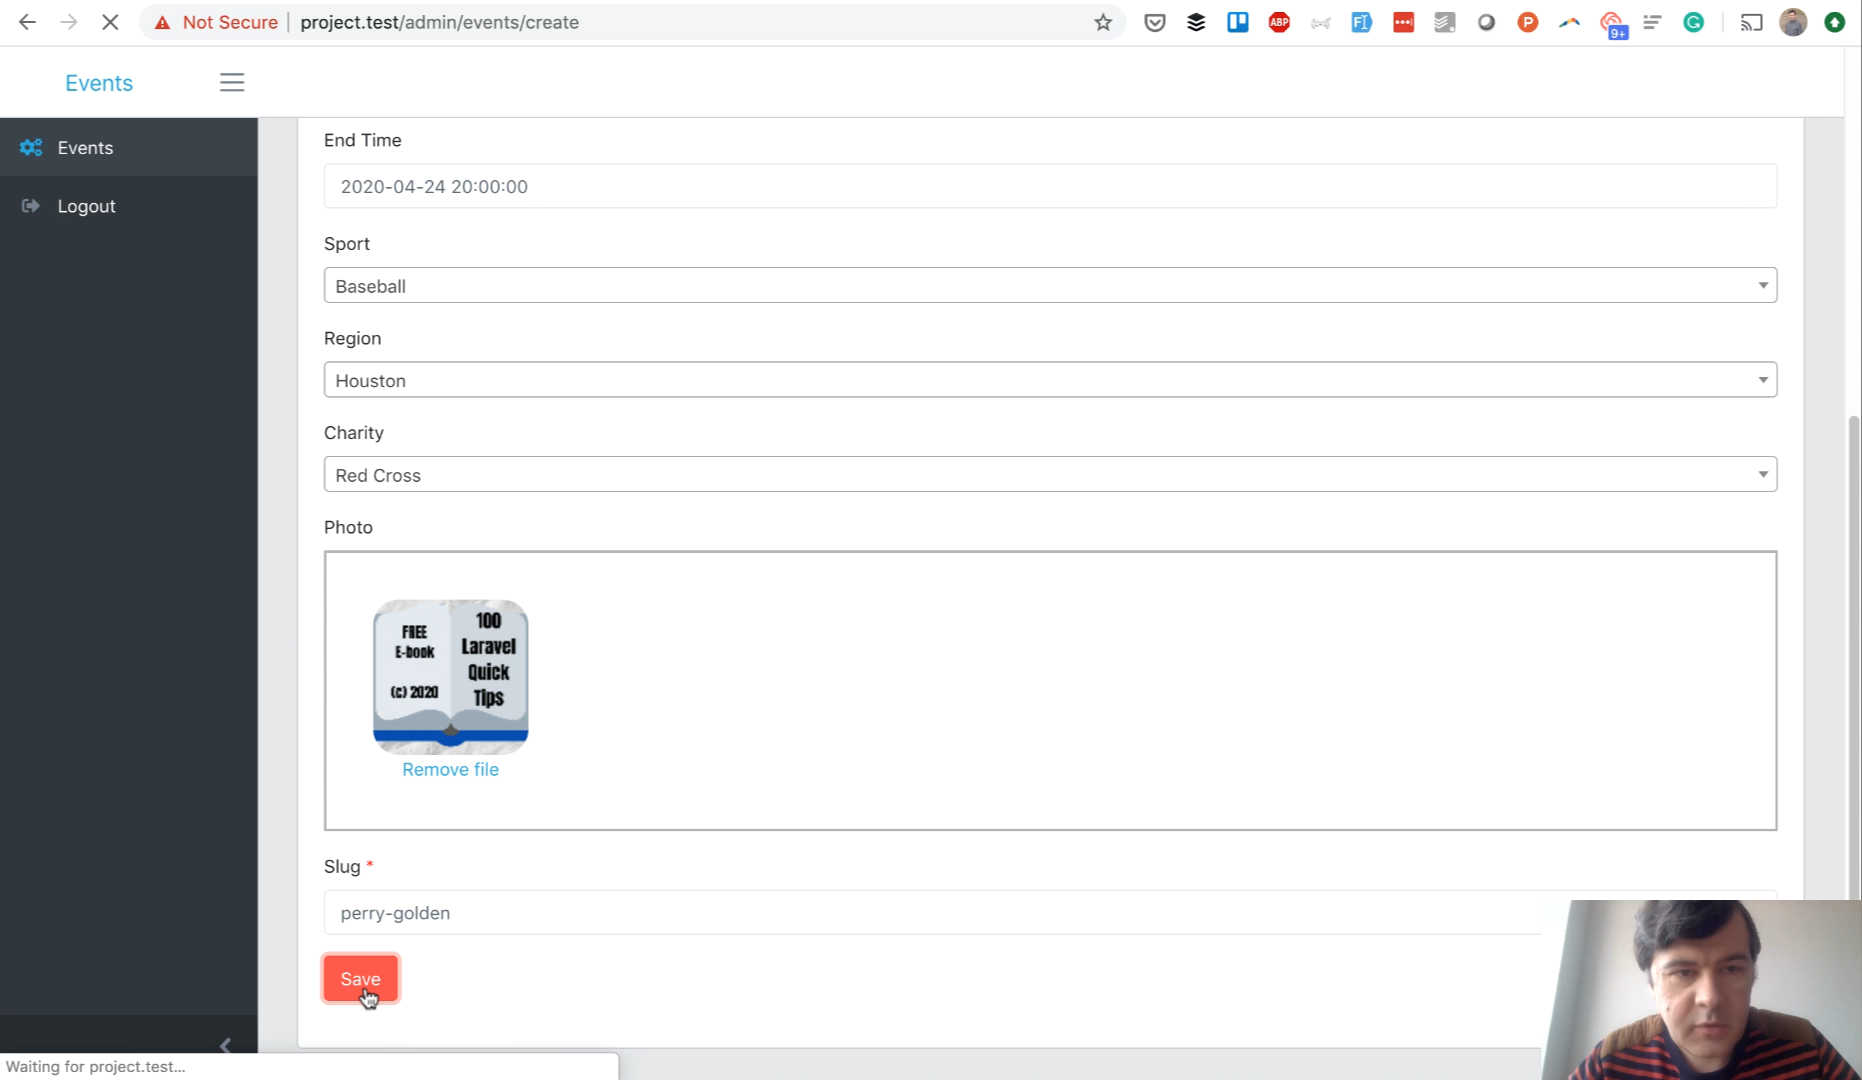 Not Secure | project.test/admin/events/create
ABP
9+
Events
Events
Logout
End Time
2020-04-24 20:00:00
Sport
Baseball
Region
Houston
Charity
Red Cross
Photo
FREE
E-book
(c) 2020
100
Laravel
Quick
Tips
Remove file
Slug *
perry-golden
Save
Waiting for project.test...